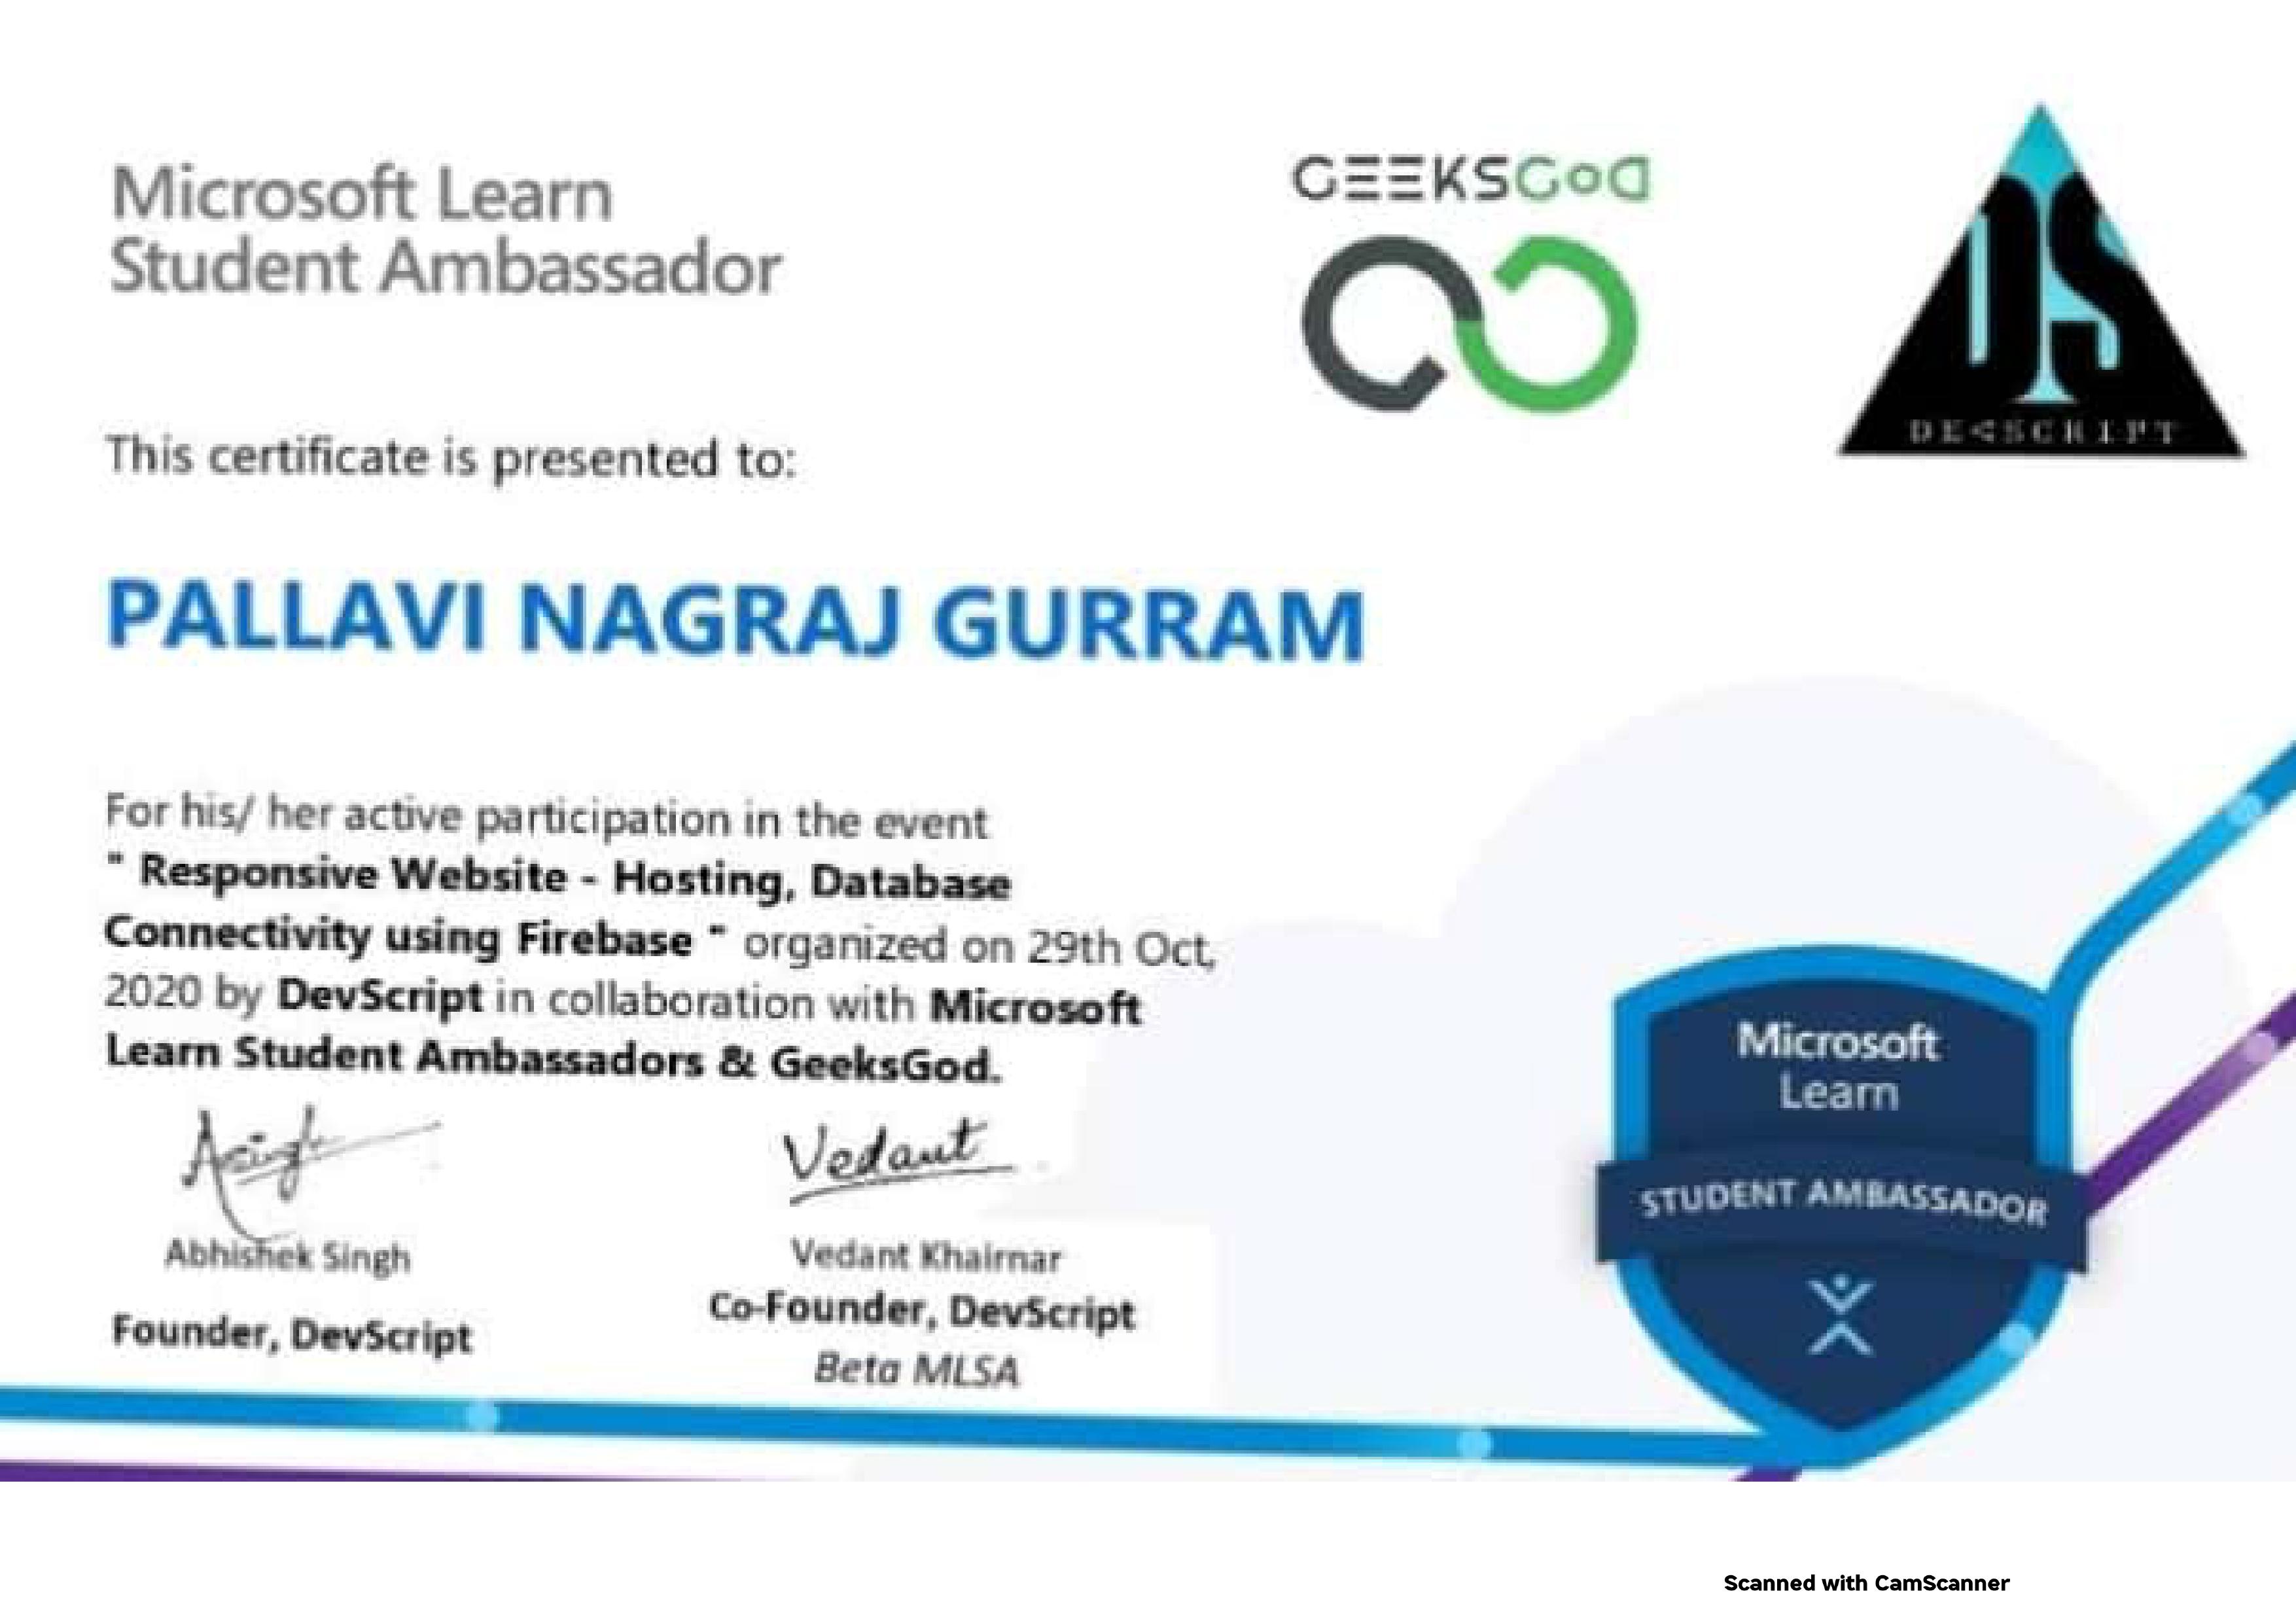 Microsoft Learn
Student Ambassador
GEEKSGOD
DS
DEVSCRIPT
This certificate is presented to:
PALLAVI NAGRAJ GURRAM
For his/ her active participation in the event
" Responsive Website - Hosting, Database
Connectivity using Firebase " organized on 29th Oct,
2020 by DevScript in collaboration with Microsoft
Learn Student Ambassadors & GeeksGod.
Asingh
Vedant
Abhishek Singh
Vedant Khairnar
Founder, DevScript
Co-Founder, DevScript
Beta MLSA
Microsoft
Learn
STUDENT AMBASSADOR
Scanned with CamScanner